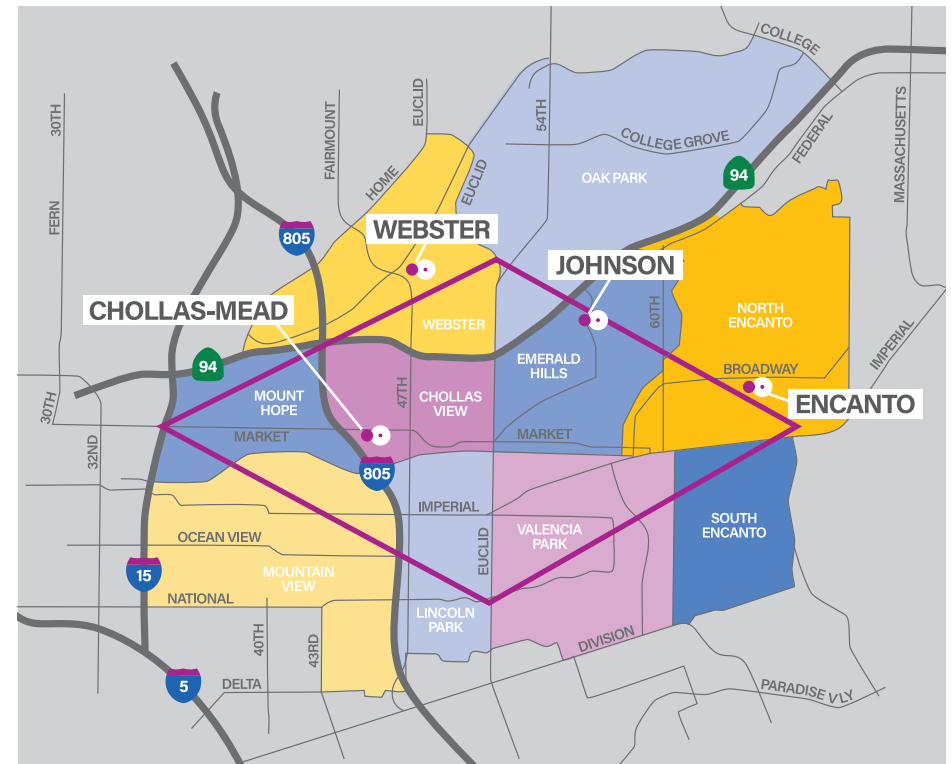 COLLEGE
30TH
FAIRMOUNT
EUCLID
54TH
MASSACHUSETTS
COLLEGE GROVE
FEDERAL
HOME
EUCLID
OAK PARK
94
FERN
805
WEBSTER
JOHNSON
CHOLLAS-MEAD
60TH
NORTH
ENCANTO
WEBSTER
IMPERIAL
94
EMERALD
HILLS
BROADWAY
47TH
MOUNT
HOPE
CHOLLAS
VIEW
ENCANTO
30TH
32ND
MARKET
MARKET
805
IMPERIAL
SOUTH
ENCANTO
OCEAN VIEW
EUCLID
VALENCIA
PARK
15
MOUNTAIN
VIEW
NATIONAL
LINCOLN
PARK
40TH
43RD
DIVISION
5
DELTA
PARADISE VLY